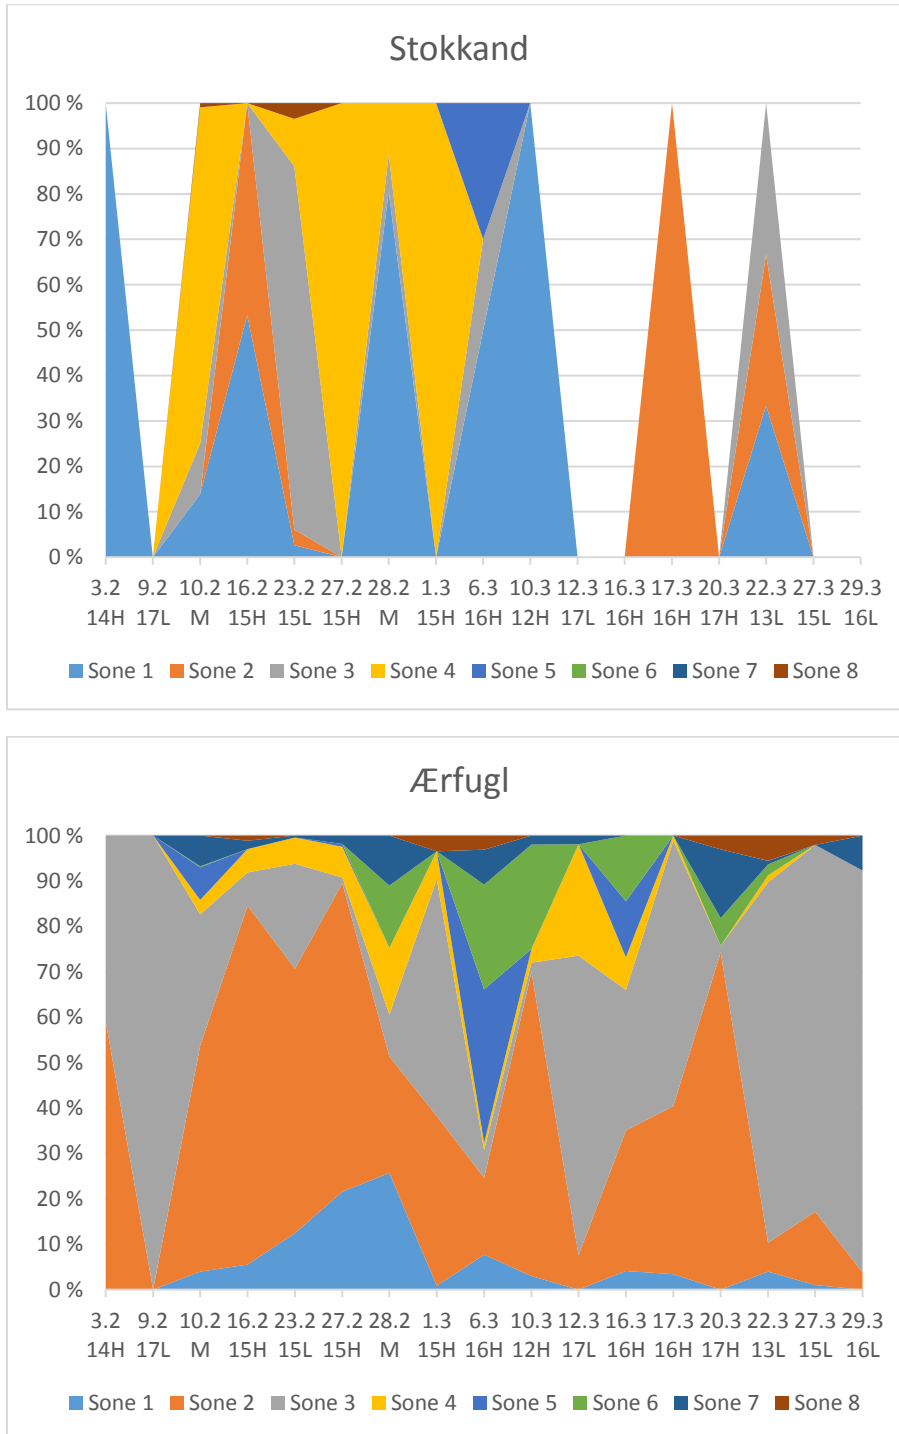 Stokkand
100 %
90 %
80 %
70 %
60 %
50 %
40 %
30 %
20 %
10 %
0 %
3.2 9.2 10.2 16.2 23.2 27.2 28.2 1.3 6.3 10.3 12.3 16.3 17.3 20.3 22.3 27.3 29.3
14H 17L M 15H 15L 15H M 15H 16H 12H 17L 16H 16H 17H 13L 15L 16L
Sone 1 Sone 2 Sone 3 Sone 4 Sone 5 Sone 6 Sone 7 Sone 8
Ærfugl
100 %
90 %
80 %
70 %
60 %
50 %
40 %
30 %
20 %
10 %
0 %
3.2 9.2 10.2 16.2 23.2 27.2 28.2 1.3 6.3 10.3 12.3 16.3 17.3 20.3 22.3 27.3 29.3
14H 17L M 15H 15L 15H M 15H 16H 12H 17L 16H 16H 17H 13L 15L 16L
Sone 1 Sone 2 Sone 3 Sone 4 Sone 5 Sone 6 Sone 7 Sone 8